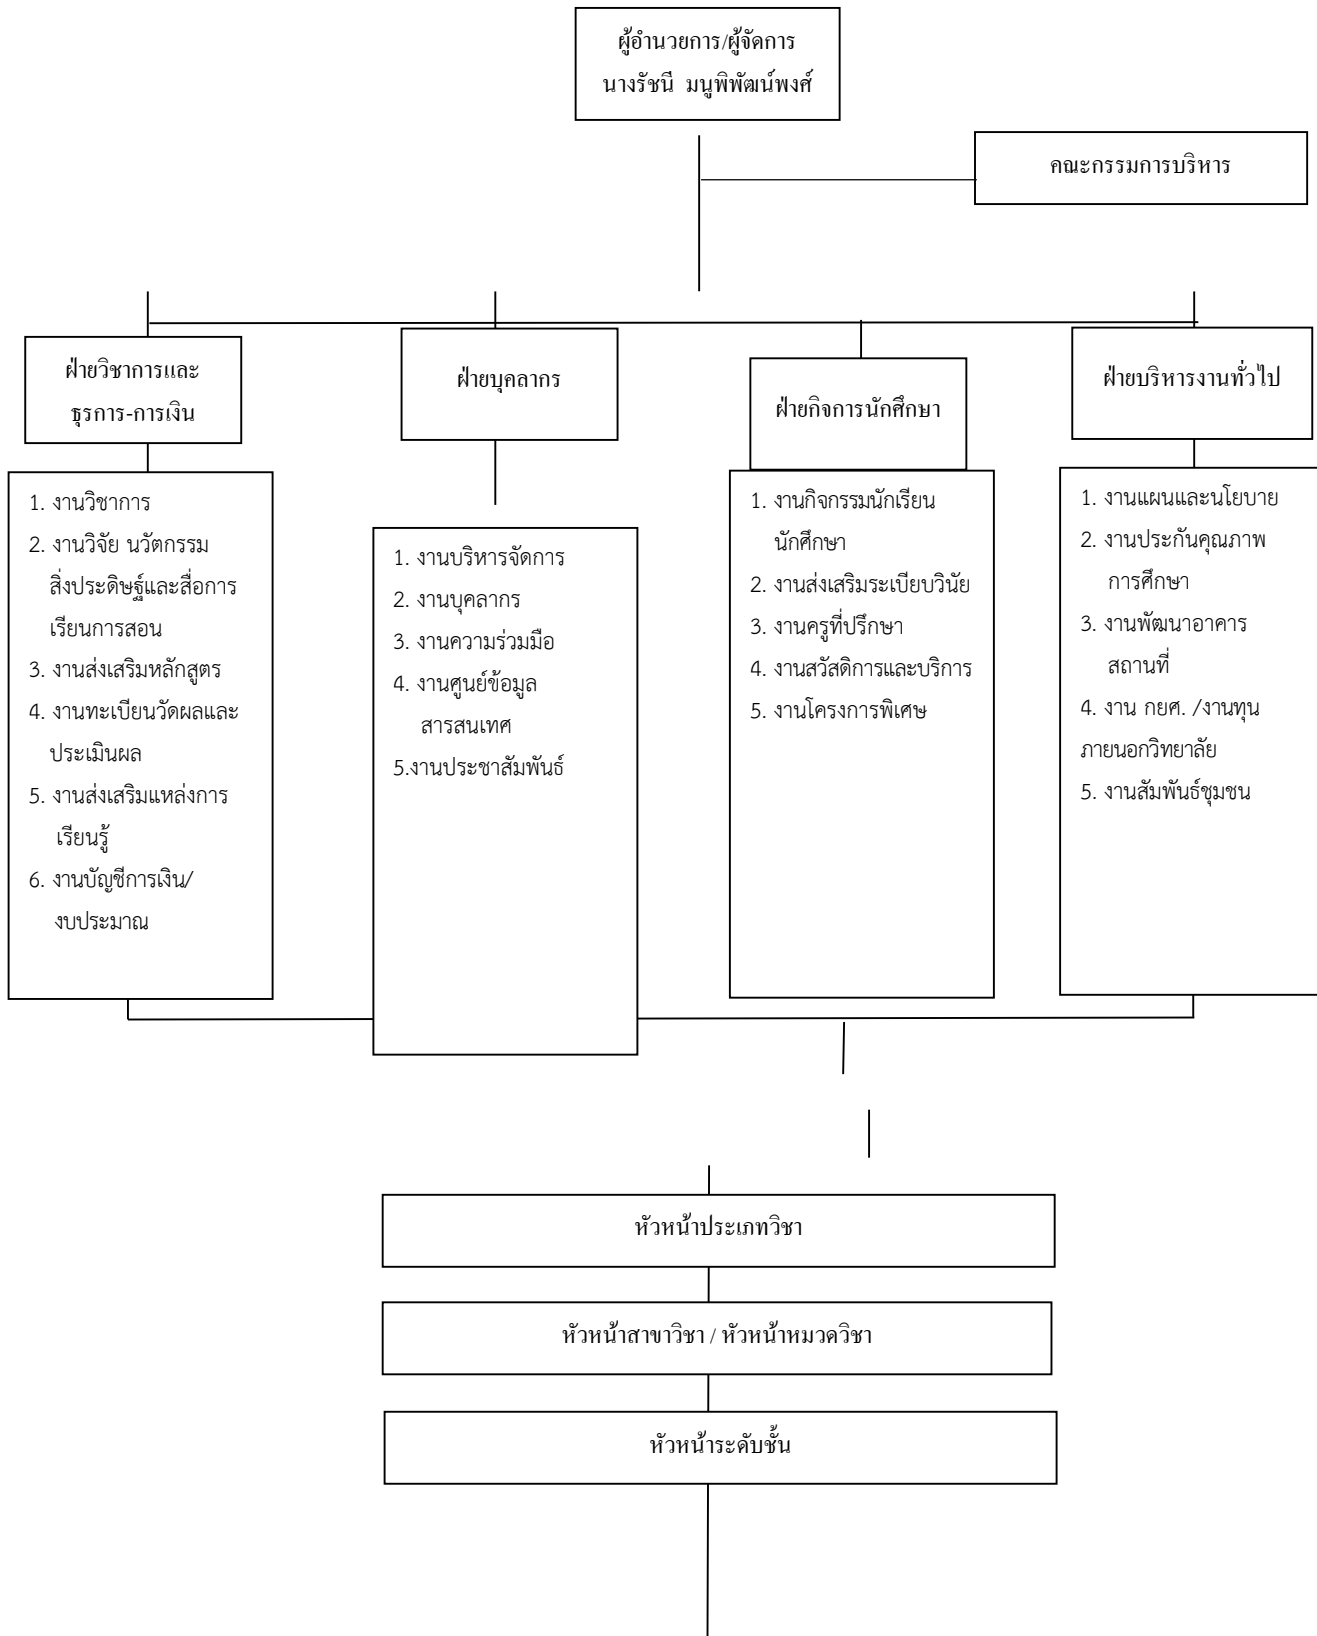 ผู้อำนวยการ/ผู้จัดการ
นางรัชนี มนูพิพัฒน์พงศ์
คณะกรรมการบริหาร
ฝ่ายวิชาการและ
ธุรการ-การเงิน
1. งานวิชาการ
2. งานวิจัย นวัตกรรม
สิ่งประดิษฐ์และสื่อการ
เรียนการสอน
3. งานส่งเสริมหลักสูตร
4. งานทะเบียนวัดผลและ
ประเมินผล
5. งานส่งเสริมแหล่งการ
เรียนรู้
6. งานบัญชีการเงิน/
งบประมาณ
ฝ่ายบุคลากร
1. งานบริหารจัดการ
2. งานบุคลากร
3. งานความร่วมมือ
4. งานศูนย์ข้อมูล
สารสนเทศ
5.งานประชาสัมพันธ์
ฝ่ายกิจการนักศึกษา
1. งานกิจกรรมนักเรียน
นักศึกษา
2. งานส่งเสริมระเบียบวินัย
3. งานครูที่ปรึกษา
4. งานสวัสดิการและบริการ
5. งานโครงการพิเศษ
ฝ่ายบริหารงานทั่วไป
1. งานแผนและนโยบาย
2. งานประกันคุณภาพ
การศึกษา
3. งานพัฒนาอาคาร
สถานที่
4. งาน กยศ. /งานทุน
ภายนอกวิทยาลัย
5. งานสัมพันธ์ชุมชน
หัวหน้าประเภทวิชา
หัวหน้าสาขาวิชา / หัวหน้าหมวดวิชา
หัวหน้าระดับชั้น